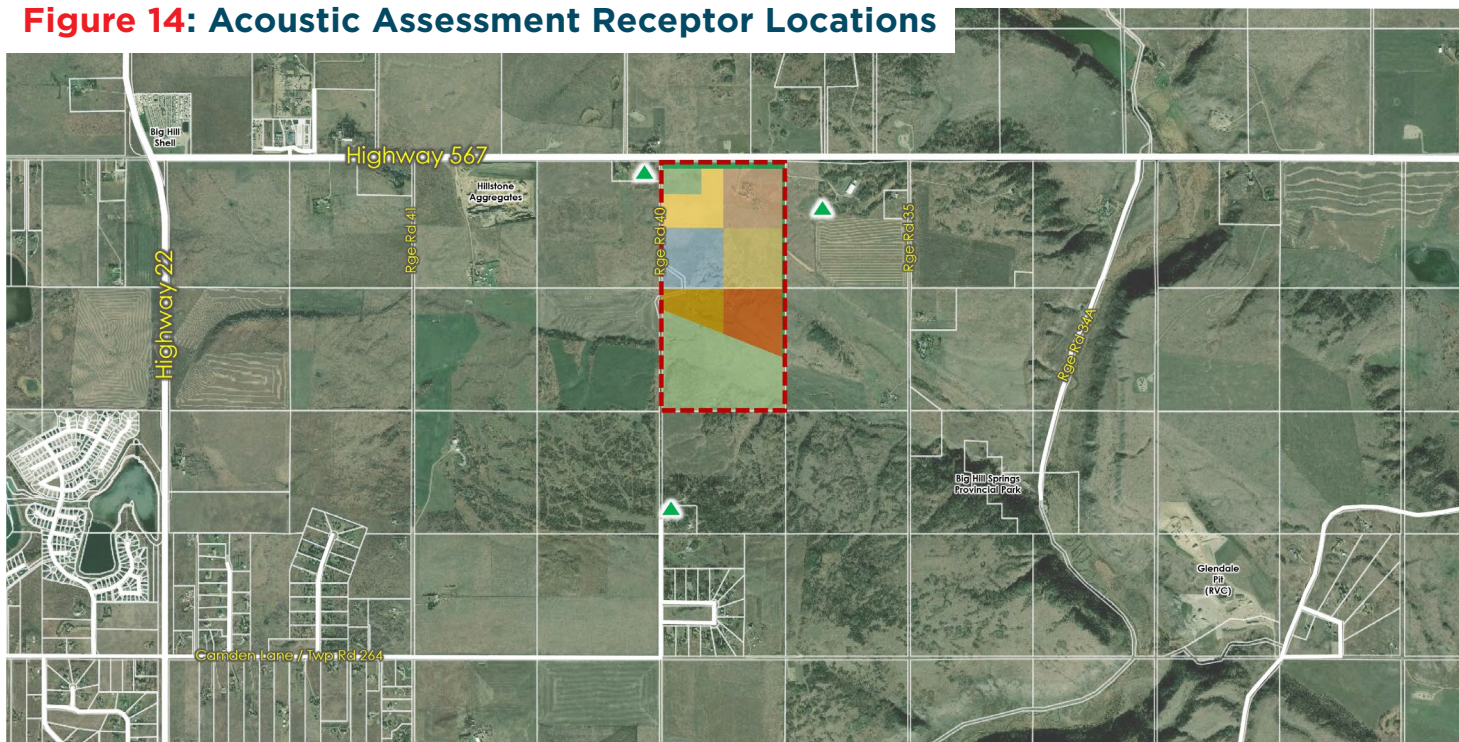 Figure 14: Acoustic Assessment Receptor Locations
Big Hill
Shell
Highway 567
Hillstone
Aggregates
Rge Rd 41
Rge Rd 40
Rge Rd 35
Highway 22
Rge Rd 34A
Big Hill Springs
Provincial Park
Glendale
Pit
(RVC)
Camden Lane / Twp Rd 264